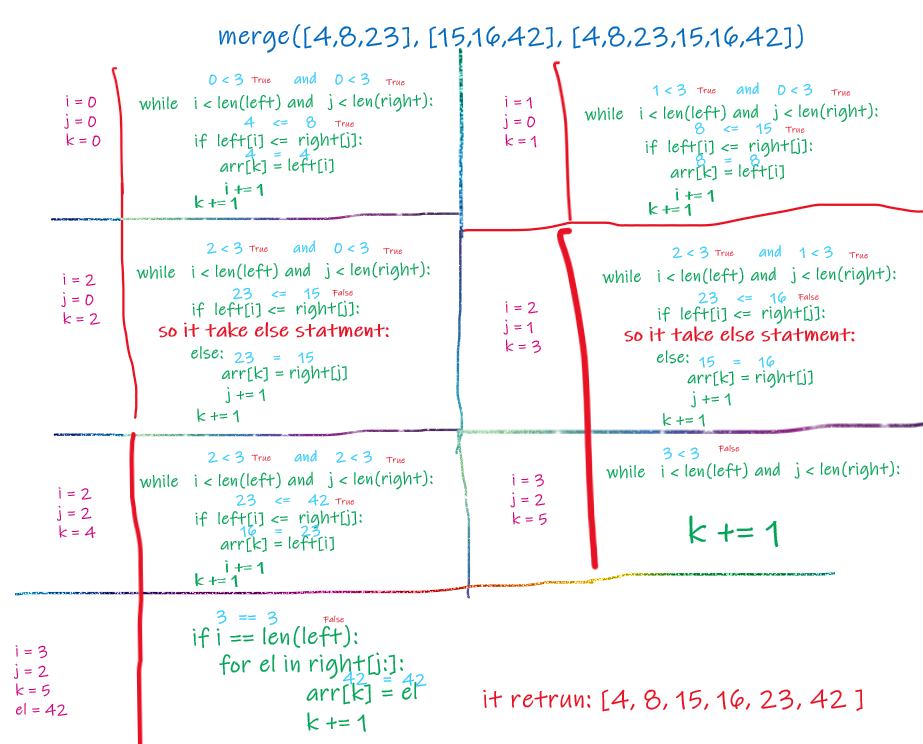 merge([4,8,23], [15,16,42], [4,8,23,15,16,42])
i = 0
j = 0
k = 0
0 < 3 True and 0 < 3 True
while i < len(left) and j < len(right):
4 <= 8 True
if left[i] <= right[j]:
4 = 4
arr[k] = left[i]
i += 1
k += 1
i = 1
j = 0
k = 1
1 < 3 True and 0 < 3 True
while i < len(left) and j < len(right):
8 <= 15 True
if left[i] <= right[j]:
8 = 8
arr[k] = left[i]
i += 1
k += 1
i = 2
j = 0
k = 2
2 < 3 True and 0 < 3 True
while i < len(left) and j < len(right):
23 <= 15 False
if left[i] <= right[j]:
so it take else statment:
else:
23 = 15
arr[k] = right[j]
j += 1
k += 1
i = 2
j = 1
k = 3
2 < 3 True and 1 < 3 True
while i < len(left) and j < len(right):
23 <= 16 False
if left[i] <= right[j]:
so it take else statment:
else:
15 = 16
arr[k] = right[j]
j += 1
k += 1
i = 2
j = 2
k = 4
2 < 3 True and 2 < 3 True
while i < len(left) and j < len(right):
23 <= 42 True
if left[i] <= right[j]:
16 = 23
arr[k] = left[i]
i += 1
k += 1
i = 3
j = 2
k = 5
3 < 3 False
while i < len(left) and j < len(right):
k += 1
i = 3
j = 2
k = 5
el = 42
3 == 3 False
if i == len(left):
for el in right[j:]:
42 = 42
arr[k] = el
k += 1
it retrun: [4, 8, 15, 16, 23, 42 ]